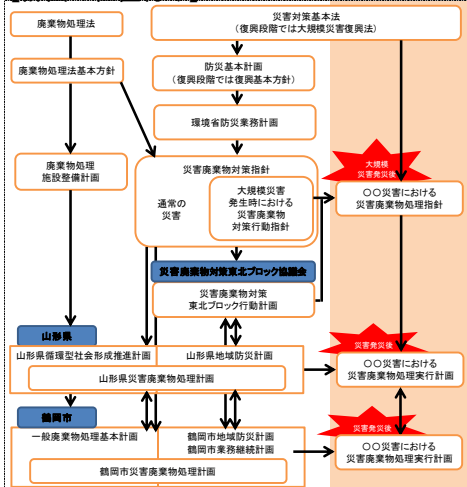 廃棄物処理法
災害対策基本法
(復興段階では大規模災害復興法)
廃棄物処理法基本方針
防災基本計画
(復興段階では復興基本方針)
環境省防災業務計画
廃棄物処理
施設整備計画
災害廃棄物対策指針
通常の
災害
大規模災害
発生時における
災害廃棄物
対策行動指針
大規模
災害発災後
〇〇災害における
災害廃棄物処理指針
災害廃棄物対策東北ブロック協議会
災害廃棄物対策
東北ブロック行動計画
山形県
山形県循環型社会形成推進計画
山形県地域防災計画
山形県災害廃棄物処理計画
災害発災後
〇〇災害における
災害廃棄物処理実行計画
鶴岡市
一般廃棄物処理基本計画
鶴岡市地域防災計画
鶴岡市業務継続計画
鶴岡市災害廃棄物処理計画
災害発災後
〇〇災害における
災害廃棄物処理実行計画